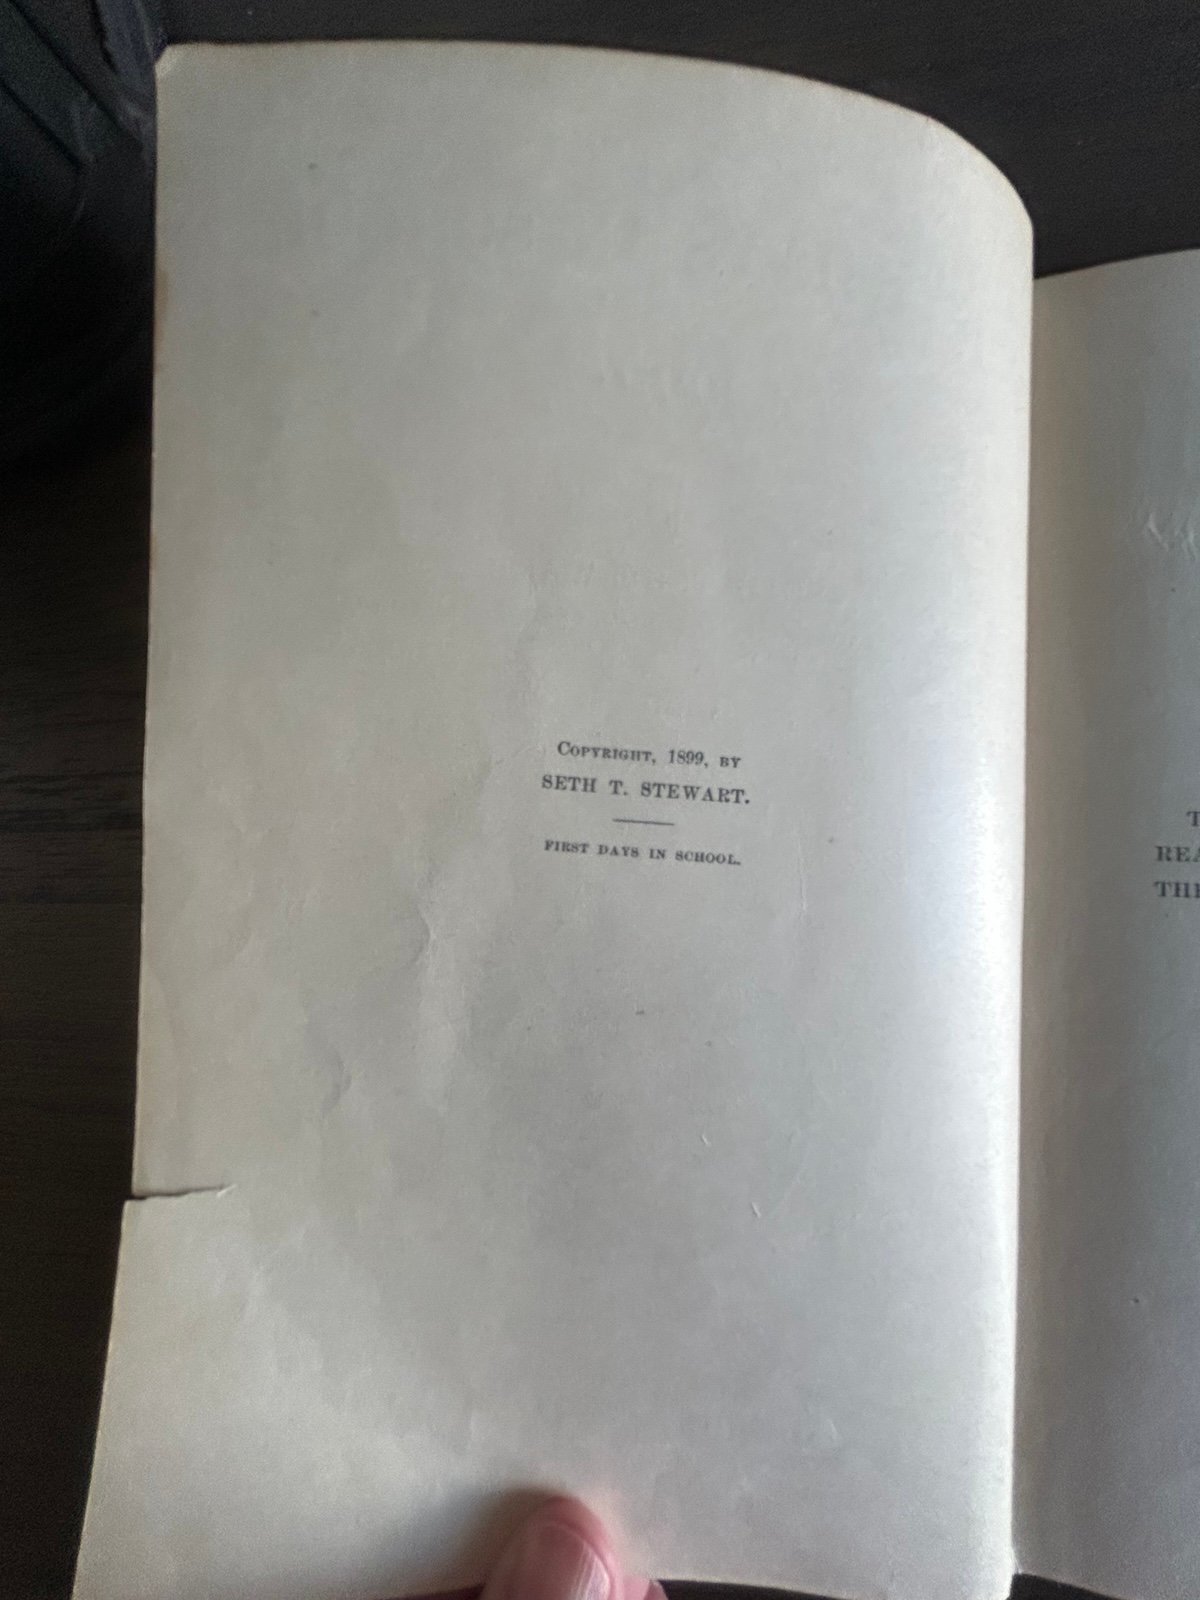 COPYRIGHT, 1899, BY
SETH T. STEWART.
FIRST DAYS IN SCHOOL.